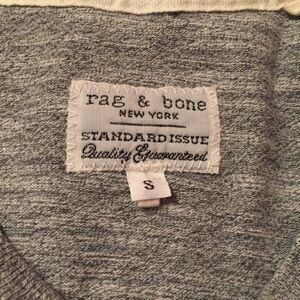 rag & bone
NEW YORK
STANDARD ISSUE
Quality Guaranteed
S